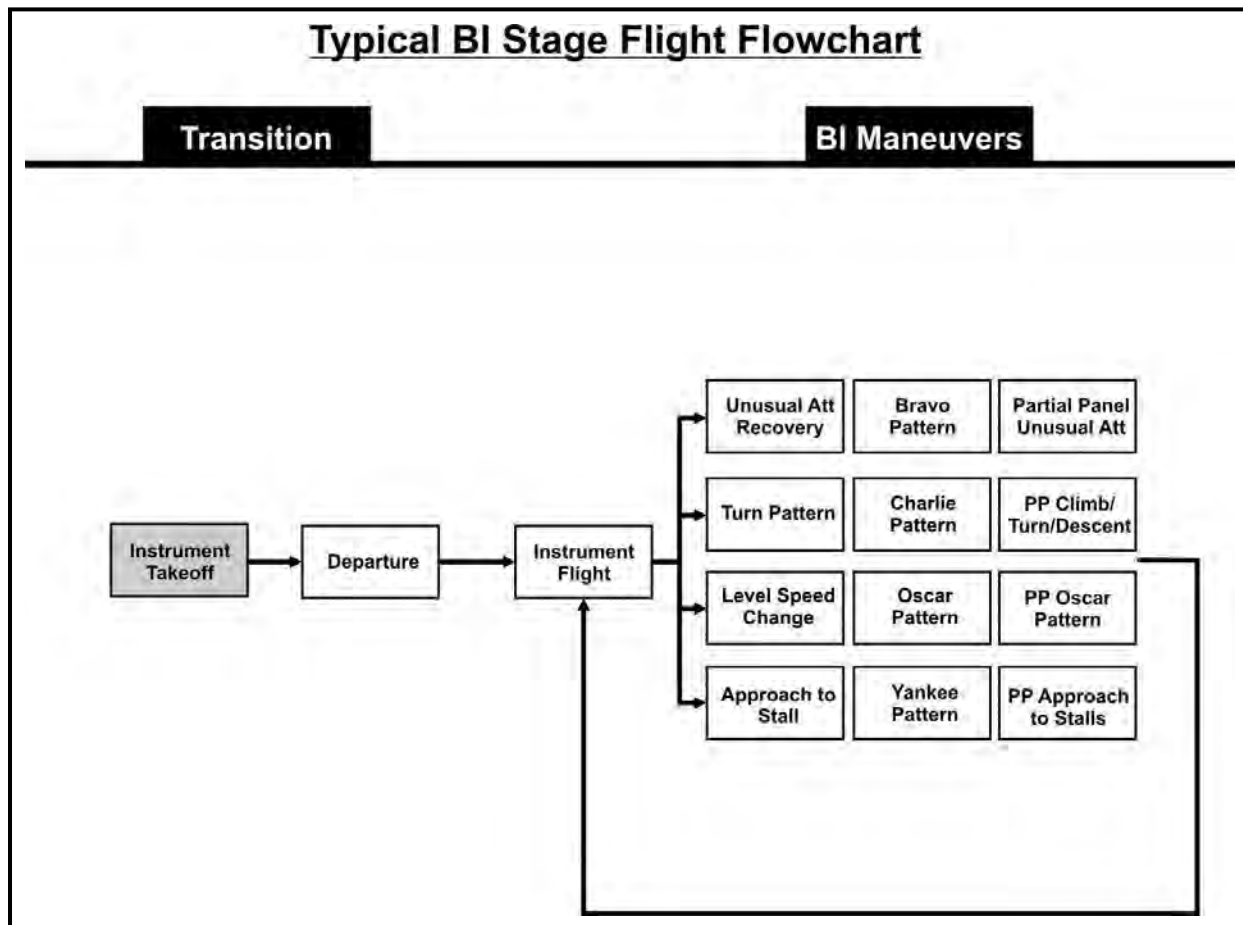 Typical BI Stage Flight Flowchart
Transition
BI Maneuvers
Unusual Att
Recovery
Bravo
Pattern
Partial Panel
Unusual Att
Turn Pattern
Charlie
Pattern
PP Climb/
Turn/Descent
Instrument
Takeoff
Departure
Instrument
Flight
Level Speed
Change
Oscar
Pattern
PP Oscar
Pattern
Approach to
Stall
Yankee
Pattern
PP Approach
to Stalls